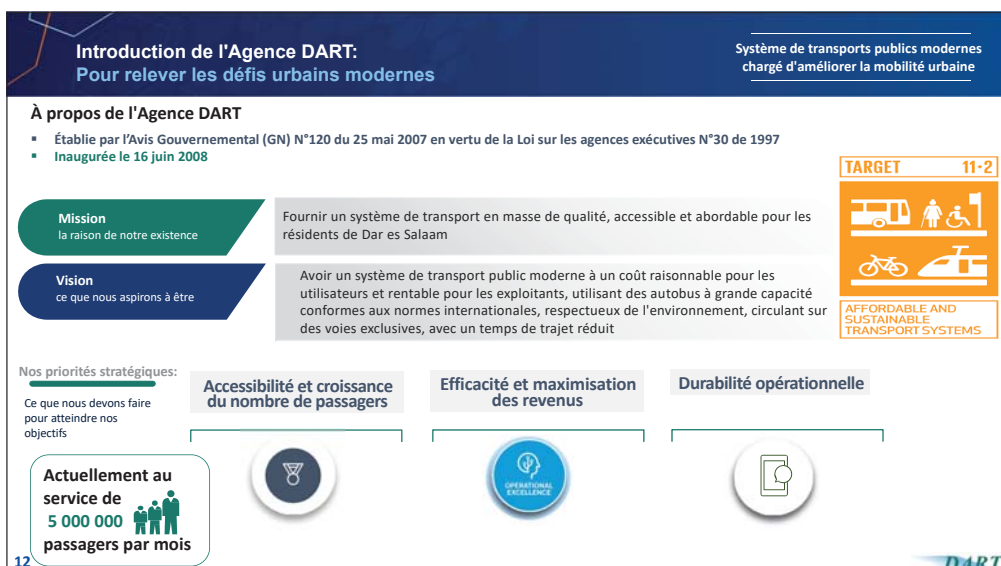 Introduction de l'Agence DART:
Pour relever les défis urbains modernes
Système de transports publics modernes
chargé d'améliorer la mobilité urbaine
À propos de l'Agence DART
Établie par l'Avis Gouvernemental (GN) N°120 du 25 mai 2007 en vertu de la Loi sur les agences exécutives N°30 de 1997
Inaugurée le 16 juin 2008
TARGET 11·2
Mission
la raison de notre existence
Fournir un système de transport en masse de qualité, accessible et abordable pour les
résidents de Dar es Salaam
Vision
ce que nous aspirons à être
Avoir un système de transport public moderne à un coût raisonnable pour les
utilisateurs et rentable pour les exploitants, utilisant des autobus à grande capacité
conformes aux normes internationales, respectueux de l'environnement, circulant sur
des voies exclusives, avec un temps de trajet réduit
AFFORDABLE AND
SUSTAINABLE
TRANSPORT SYSTEMS
Nos priorités stratégiques:
Ce que nous devons faire
pour atteindre nos
objectifs
Accessibilité et croissance
du nombre de passagers
Efficacité et maximisation
des revenus
Durabilité opérationnelle
OPERATIONAL
EXCELLENCE
Actuellement au
service de
5 000 000
passagers par mois
12
DART